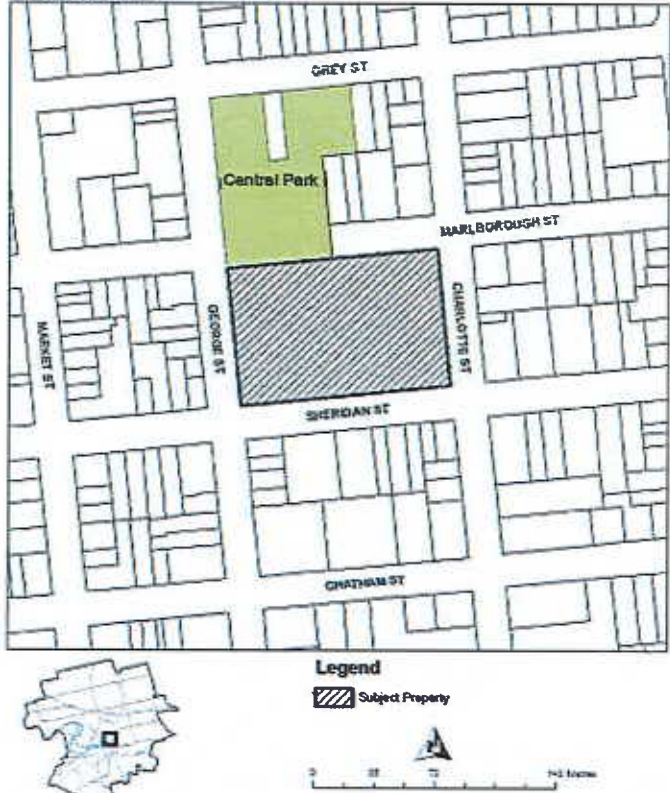 GREY ST
Central Park
MARLBOROUGH ST
MARKET ST
GEORGE ST
CHARLOTTE ST
SHERIDAN ST
CHATHAM ST
Legend
Subject Property
0